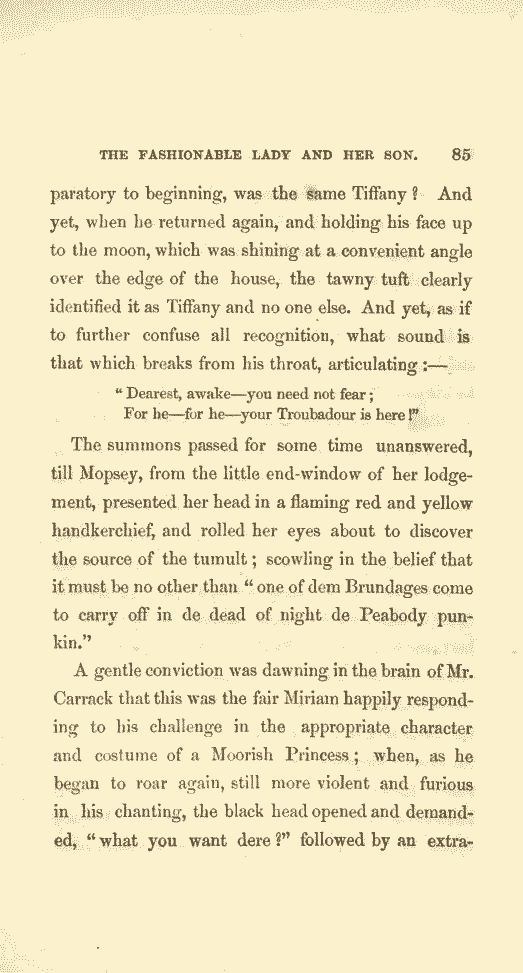 THE FASHIONABLE LADY AND HER SON. 85
paratory to beginning, was the same Tiffany? And
yet, when he returned again, and holding his face up
to the moon, which was shining at a convenient angle
over the edge of the house, the tawny tuft clearly
identified it as Tiffany and no one else. And yet, as if
to further confuse all recognition, what sound is
that which breaks from his throat, articulating:—
"Dearest, awake—you need not fear;
For he—for he—your Troubadour is here!"
The summons passed for some time unanswered,
till Mopsey, from the little end-window of her lodge-
ment, presented her head in a flaming red and yellow
handkerchief, and rolled her eyes about to discover
the source of the tumult; scowling in the belief that
it must be no other than "one of dem Brundages come
to carry off in de dead of night de Peabody pun-
kin."
A gentle conviction was dawning in the brain of Mr.
Carrack that this was the fair Miriam happily respond-
ing to his challenge in the appropriate character
and costume of a Moorish Princess; when, as he
began to roar again, still more violent and furious
in his chanting, the black head opened and demand-
ed, "what you want dere?" followed by an extra-